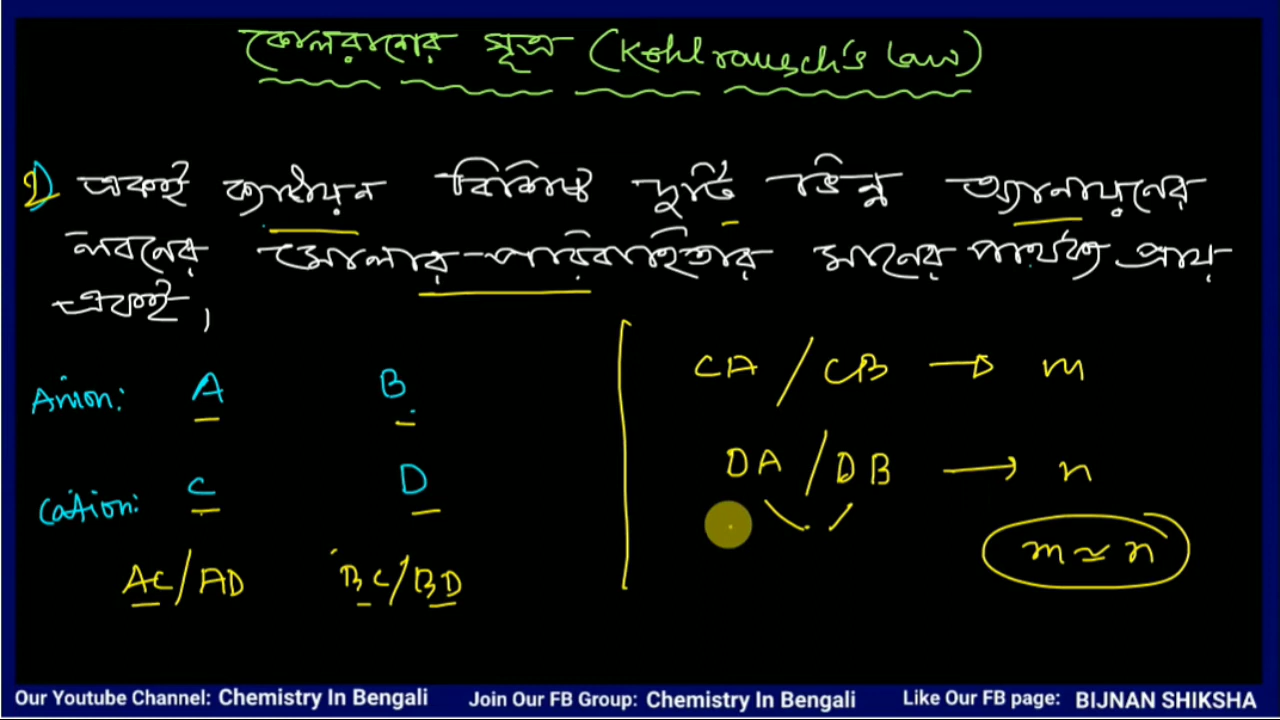 কোলরাশের সূত্র (Kohlrausch's Law)
1) একই ক্যাটায়ন বিশিষ্ট দুটি ভিন্ন অ্যানায়নের
লবনের মোলার-পরিবাহিতার মানের পার্থক্য প্রায়
একই,
Anion: A B
Cation: C D
AC/AD BC/BD
CA / CB → m
DA / DB → n
m ≃ n
Our Youtube Channel: Chemistry In Bengali Join Our FB Group: Chemistry In Bengali Like Our FB page: BIJNAN SHIKSHA